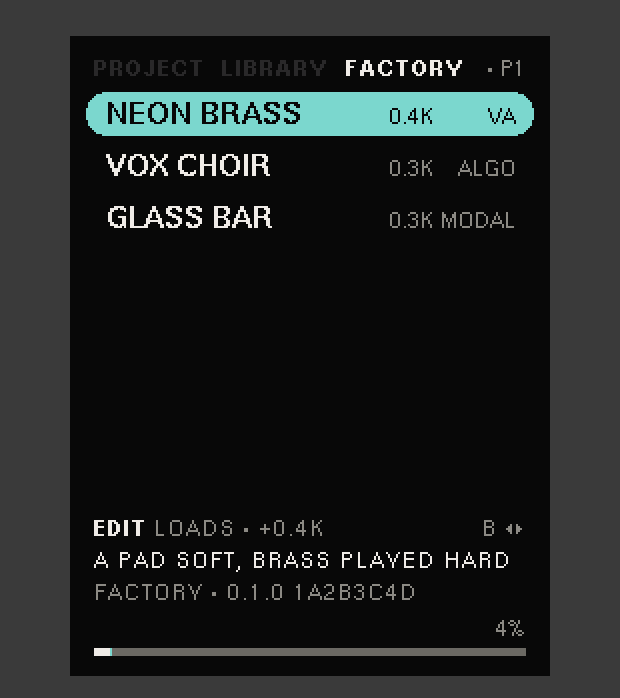 PROJECT LIBRARY FACTORY · P1
NEON BRASS 0.4K VA
VOX CHOIR 0.3K ALGO
GLASS BAR 0.3K MODAL
EDIT LOADS · +0.4K B
A PAD SOFT, BRASS PLAYED HARD
FACTORY · 0.1.0 1A2B3C4D
4%